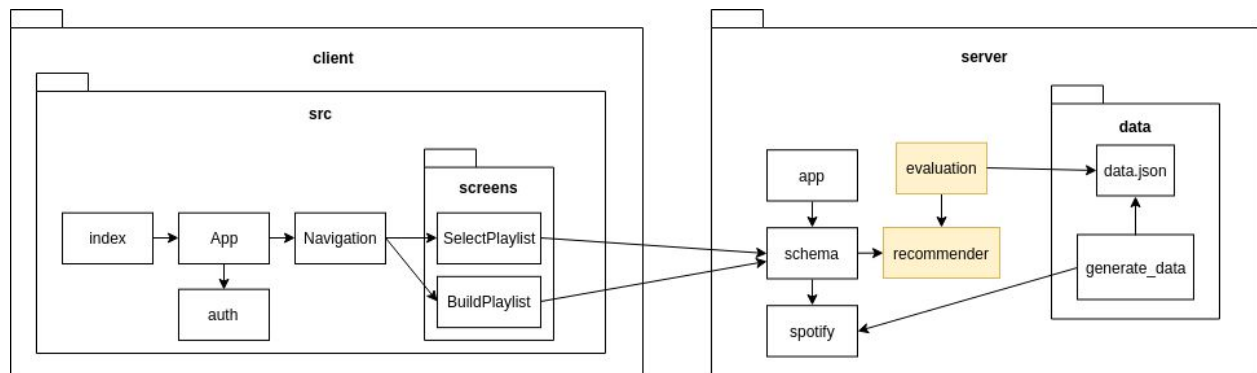 client
src
screens
index
App
Navigation
SelectPlaylist
BuildPlaylist
auth
server
data
app
evaluation
data.json
schema
recommender
generate_data
spotify